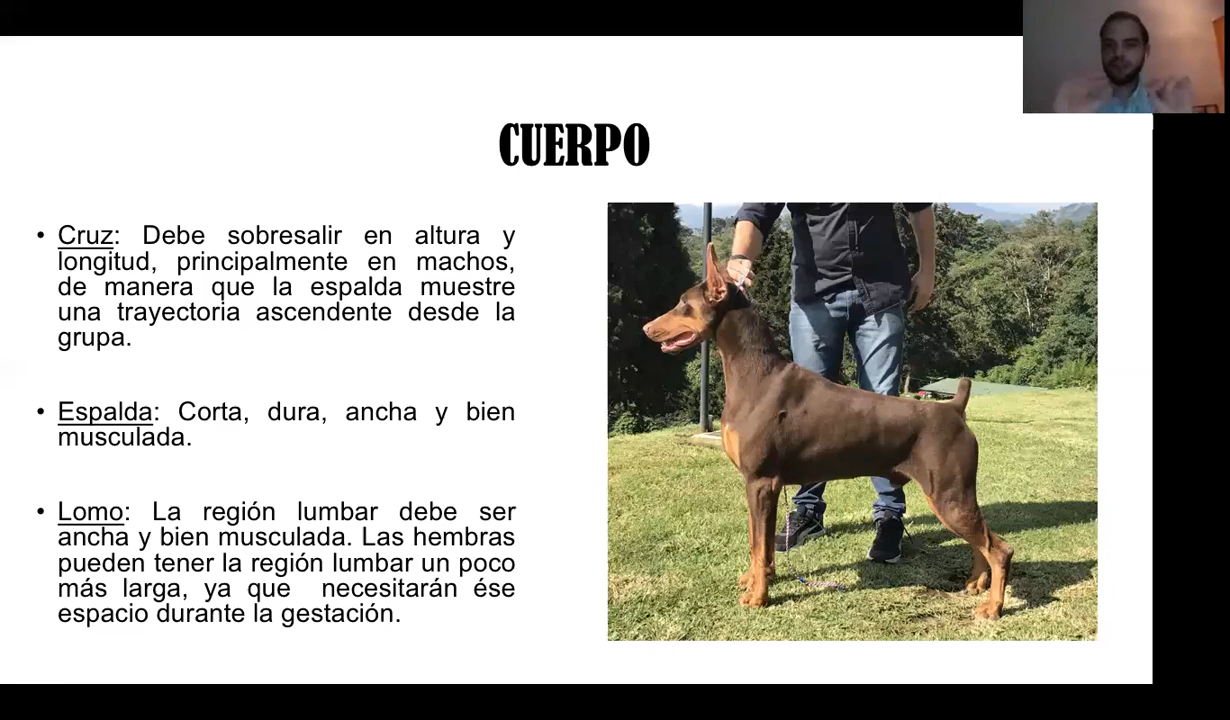 CUERPO
• Cruz: Debe sobresalir en altura y
longitud, principalmente en machos,
de manera que la espalda muestre
una trayectoria ascendente desde la
grupa.
• Espalda: Corta, dura, ancha y bien
musculada.
• Lomo: La región lumbar debe ser
ancha y bien musculada. Las hembras
pueden tener la región lumbar un poco
más larga, ya que necesitarán ése
espacio durante la gestación.